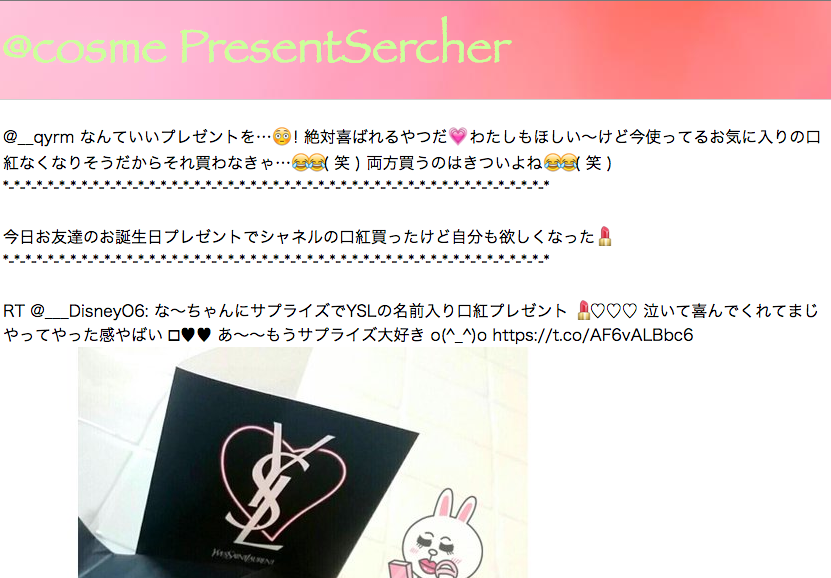 @cosme PresentSercher
@__qyrm なんていいプレゼントを…😳! 絶対喜ばれるやつだ💗わたしもほしい〜けど今使ってるお気に入りの口
紅なくなりそうだからそれ買わなきゃ…😂😂( 笑 ) 両方買うのはきついよね😂😂( 笑 )
*-*-*-*-*-*-*-*-*-*-*-*-*-*-*-*-*-*-*-*-*-*-*-*-*-*-*-*-*-*-*-*-*-*-*-*-*-*-*-*-*-*-*-*-*-*-*-*-*
今日お友達のお誕生日プレゼントでシャネルの口紅買ったけど自分も欲しくなった💄
*-*-*-*-*-*-*-*-*-*-*-*-*-*-*-*-*-*-*-*-*-*-*-*-*-*-*-*-*-*-*-*-*-*-*-*-*-*-*-*-*-*-*-*-*-*-*-*-*
RT @___Disney06: な〜ちゃんにサプライズでYSLの名前入り口紅プレゼント 💄♡♡♡ 泣いて喜んでくれてまじ
やってやった感やばい ◘♥♥ あ〜〜もうサプライズ大好き o(^_^)o https://t.co/AF6vALBbc6
YSL
YVESSAINTLAURENT